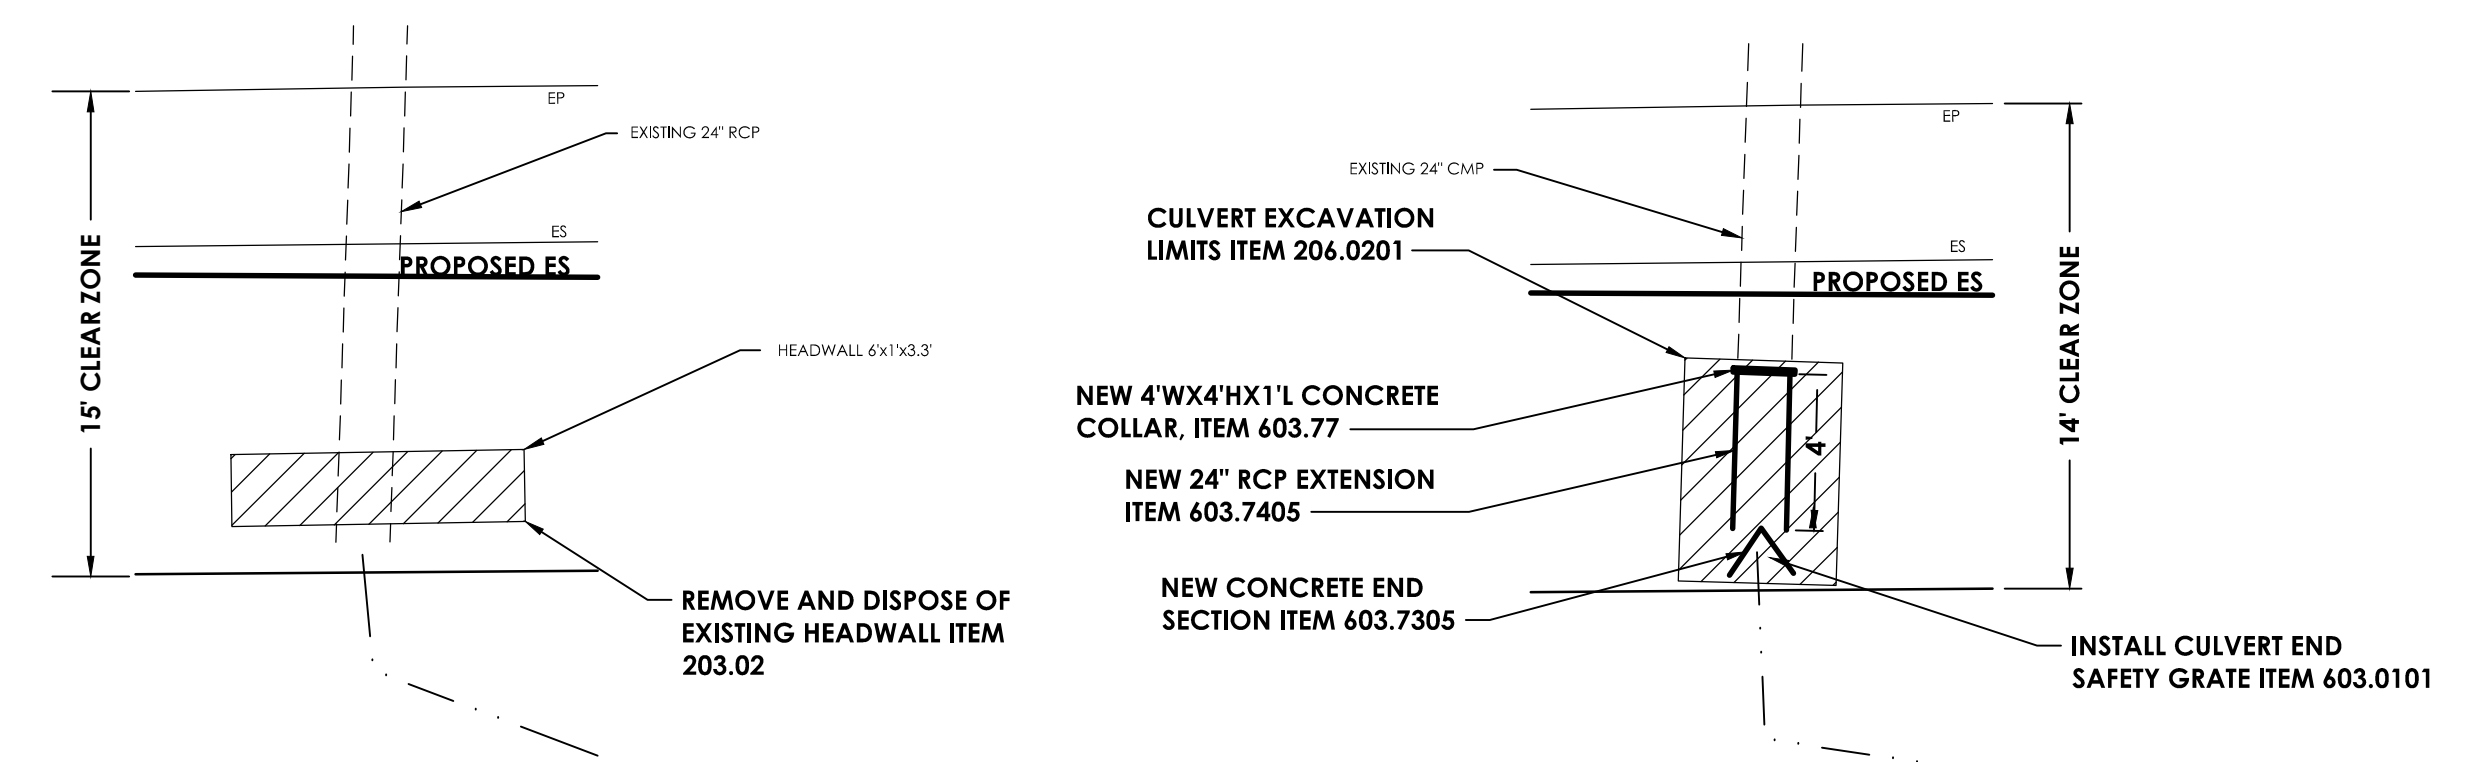 EP
EXISTING 24" RCP
ES
PROPOSED ES
15' CLEAR ZONE
HEADWALL 6'x1'x3.3'
REMOVE AND DISPOSE OF
EXISTING HEADWALL ITEM
203.02
EP
EXISTING 24" CMP
CULVERT EXCAVATION
LIMITS ITEM 206.0201
ES
PROPOSED ES
14' CLEAR ZONE
NEW 4'WX4'HX1'L CONCRETE
COLLAR, ITEM 603.77
4'
NEW 24" RCP EXTENSION
ITEM 603.7405
NEW CONCRETE END
SECTION ITEM 603.7305
INSTALL CULVERT END
SAFETY GRATE ITEM 603.0101